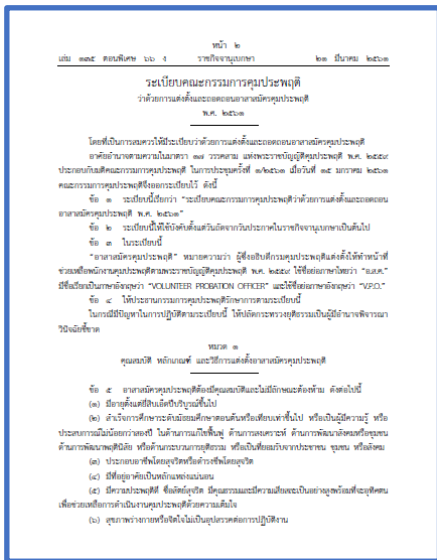 หน้า ๒
เล่ม ๑๓๕ ตอนพิเศษ ๖๖ ง ราชกิจจานุเบกษา ๒๑ มีนาคม ๒๕๖๑
ระเบียบคณะกรรมการคุมประพฤติ
ว่าด้วยการแต่งตั้งและถอดถอนอาสาสมัครคุมประพฤติ
พ.ศ. ๒๕๖๑
โดยที่เป็นการสมควรให้มีระเบียบว่าด้วยการแต่งตั้งและถอดถอนอาสาสมัครคุมประพฤติ
อาศัยอำนาจตามความในมาตรา ๑๗ วรรคสาม แห่งพระราชบัญญัติคุมประพฤติ พ.ศ. ๒๕๕๙
ประกอบกับมติคณะกรรมการคุมประพฤติ ในการประชุมครั้งที่ ๑/๒๕๖๑ เมื่อวันที่ ๑๕ มกราคม ๒๕๖๑
คณะกรรมการคุมประพฤติจึงออกระเบียบไว้ ดังนี้
ข้อ ๑ ระเบียบนี้เรียกว่า “ระเบียบคณะกรรมการคุมประพฤติว่าด้วยการแต่งตั้งและถอดถอน
อาสาสมัครคุมประพฤติ พ.ศ. ๒๕๖๑”
ข้อ ๒ ระเบียบนี้ให้ใช้บังคับตั้งแต่วันถัดจากวันประกาศในราชกิจจานุเบกษาเป็นต้นไป
ข้อ ๓ ในระเบียบนี้
“อาสาสมัครคุมประพฤติ” หมายความว่า ผู้ซึ่งอธิบดีกรมคุมประพฤติแต่งตั้งให้ทำหน้าที่
ช่วยเหลือพนักงานคุมประพฤติตามพระราชบัญญัติคุมประพฤติ พ.ศ. ๒๕๕๙ ใช้ชื่อย่อภาษาไทยว่า “อ.ส.ค.”
มีชื่อเรียกเป็นภาษาอังกฤษว่า “VOLUNTEER PROBATION OFFICER” และใช้ชื่อย่อภาษาอังกฤษว่า “V.P.O.”
ข้อ ๔ ให้ประธานกรรมการคุมประพฤติรักษาการตามระเบียบนี้
ในกรณีมีปัญหาในการปฏิบัติตามระเบียบนี้ ให้ปลัดกระทรวงยุติธรรมเป็นผู้มีอำนาจพิจารณา
วินิจฉัยชี้ขาด
หมวด ๑
คุณสมบัติ หลักเกณฑ์ และวิธีการแต่งตั้งอาสาสมัครคุมประพฤติ
ข้อ ๕ อาสาสมัครคุมประพฤติต้องมีคุณสมบัติและไม่มีลักษณะต้องห้าม ดังต่อไปนี้
(๑) มีอายุตั้งแต่ยี่สิบเอ็ดปีบริบูรณ์ขึ้นไป
(๒) สำเร็จการศึกษาระดับมัธยมศึกษาตอนต้นหรือเทียบเท่าขึ้นไป หรือเป็นผู้มีความรู้ หรือ
ประสบการณ์ไม่น้อยกว่าสองปี ในด้านการแก้ไขฟื้นฟู ด้านการสงเคราะห์ ด้านการพัฒนาสังคมหรือชุมชน
ด้านการพัฒนาพฤตินิสัย หรือด้านกระบวนการยุติธรรม หรือเป็นที่ยอมรับจากประชาชน ชุมชน หรือสังคม
(๓) ประกอบอาชีพโดยสุจริตหรือดำรงชีพโดยสุจริต
(๔) มีที่อยู่อาศัยเป็นหลักแหล่งแน่นอน
(๕) มีความประพฤติดี ซื่อสัตย์สุจริต มีคุณธรรมและมีความเสียสละเป็นอย่างสูงพร้อมที่จะอุทิศตน
เพื่อช่วยเหลือการดำเนินงานคุมประพฤติด้วยความเต็มใจ
(๖) สุขภาพร่างกายหรือจิตใจไม่เป็นอุปสรรคต่อการปฏิบัติงาน